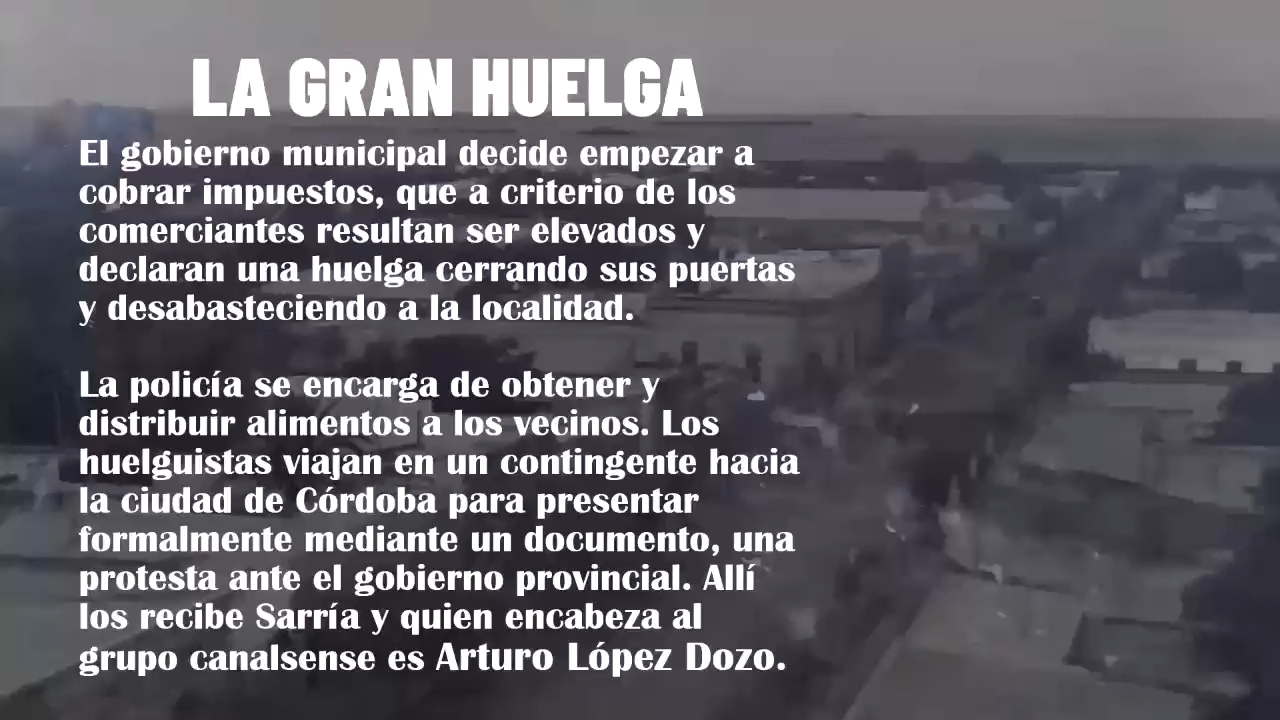 LA GRAN HUELGA
El gobierno municipal decide empezar a
cobrar impuestos, que a criterio de los
comerciantes resultan ser elevados y
declaran una huelga cerrando sus puertas
y desabasteciendo a la localidad.
La policía se encarga de obtener y
distribuir alimentos a los vecinos. Los
huelguistas viajan en un contingente hacia
la ciudad de Córdoba para presentar
formalmente mediante un documento, una
protesta ante el gobierno provincial. Allí
los recibe Sarría y quien encabeza al
grupo canalsense es Arturo López Dozo.